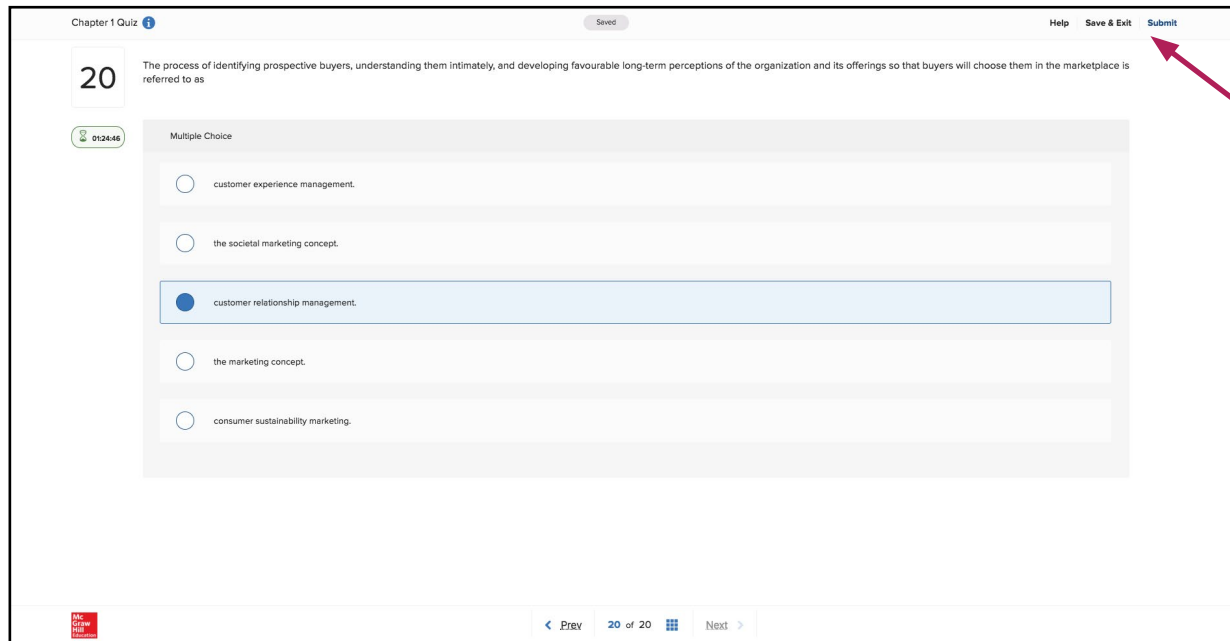 Chapter 1 Quiz i Saved Help Save & Exit Submit
20
The process of identifying prospective buyers, understanding them intimately, and developing favourable long-term perceptions of the organization and its offerings so that buyers will choose them in the marketplace is
referred to as
01:24:46
Multiple Choice
customer experience management.
the societal marketing concept.
customer relationship management.
the marketing concept.
consumer sustainability marketing.
Mc
Graw
Hill
Education
< Prev 20 of 20 Next >